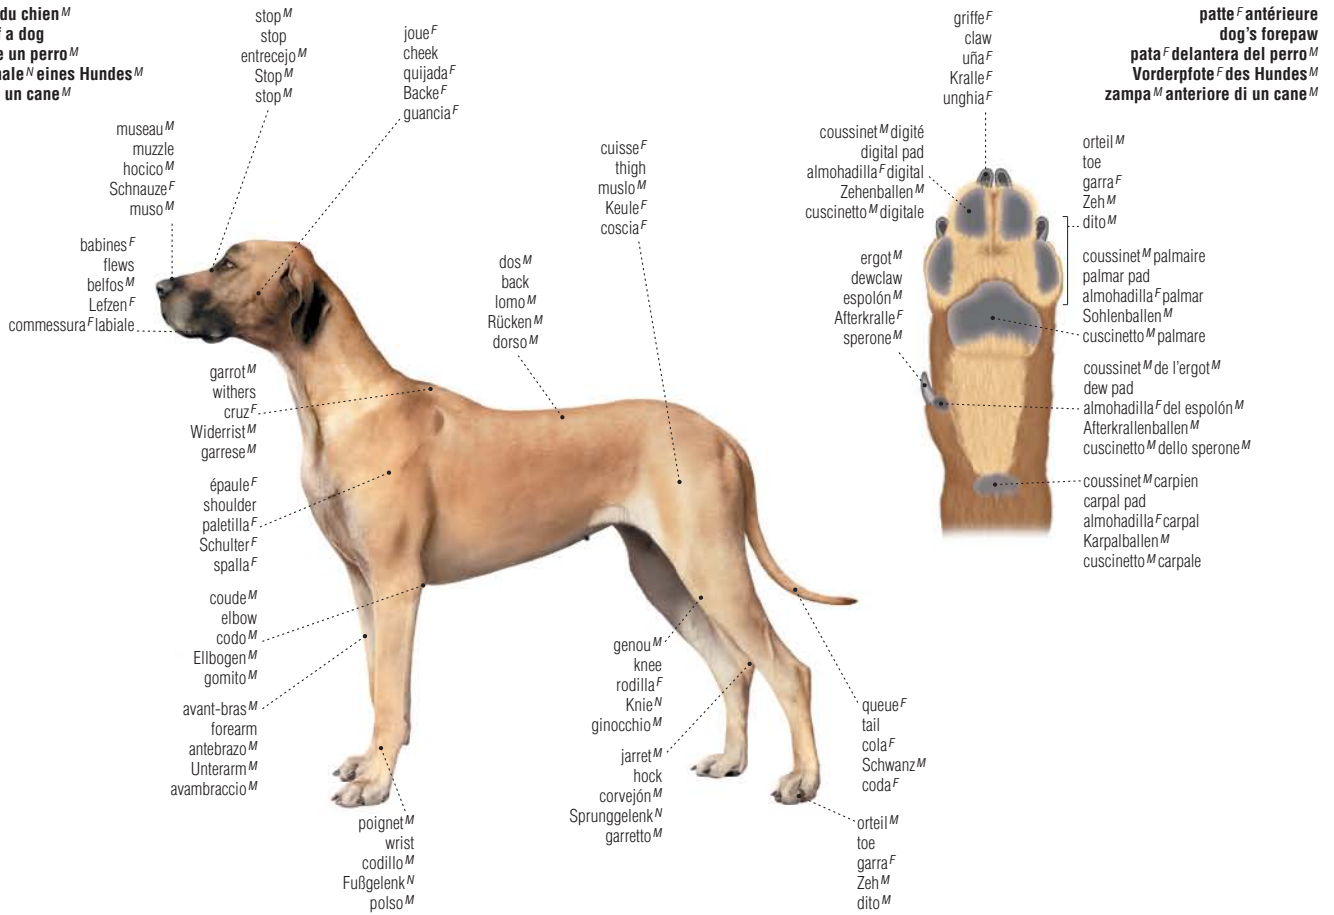 du chien M
f a dog
e un perro M
nale N eines Hundes M
un cane M
stop M
stop
entrecejo M
Stop M
stop M
joue F
cheek
quijada F
Backe F
guancia F
museau M
muzzle
hocico M
Schnauze F
muso M
cuisse F
thigh
muslo M
Keule F
coscia F
babines F
flews
belfos M
Lefzen F
commessura F labiale
dos M
back
lomo M
Rücken M
dorso M
garrot M
withers
cruz F
Widerrist M
garrese M
épaule F
shoulder
paletilla F
Schulter F
spalla F
coude M
elbow
codo M
Ellbogen M
gomito M
avant-bras M
forearm
antebrazo M
Unterarm M
avambraccio M
poignet M
wrist
codillo M
Fußgelenk N
polso M
genou M
knee
rodilla F
Knie N
ginocchio M
jarret M
hock
corvejón M
Sprunggelenk N
garretto M
queue F
tail
cola F
Schwanz M
coda F
orteil M
toe
garra F
Zeh M
dito M
patte F antérieure
dog's forepaw
pata F delantera del perro M
Vorderpfote F des Hundes M
zampa M anteriore di un cane M
griffe F
claw
uña F
Kralle F
unghia F
coussinet M digité
digital pad
almohadilla F digital
Zehenballen M
cuscinetto M digitale
orteil M
toe
garra F
Zeh M
dito M
ergot M
dewclaw
espolón M
Afterkralle F
sperone M
coussinet M palmaire
palmar pad
almohadilla F palmar
Sohlenballen M
cuscinetto M palmare
coussinet M de l'ergot M
dew pad
almohadilla F del espolón M
Afterkrallenballen M
cuscinetto M dello sperone M
coussinet M carpien
carpal pad
almohadilla F carpal
Karpalballen M
cuscinetto M carpale